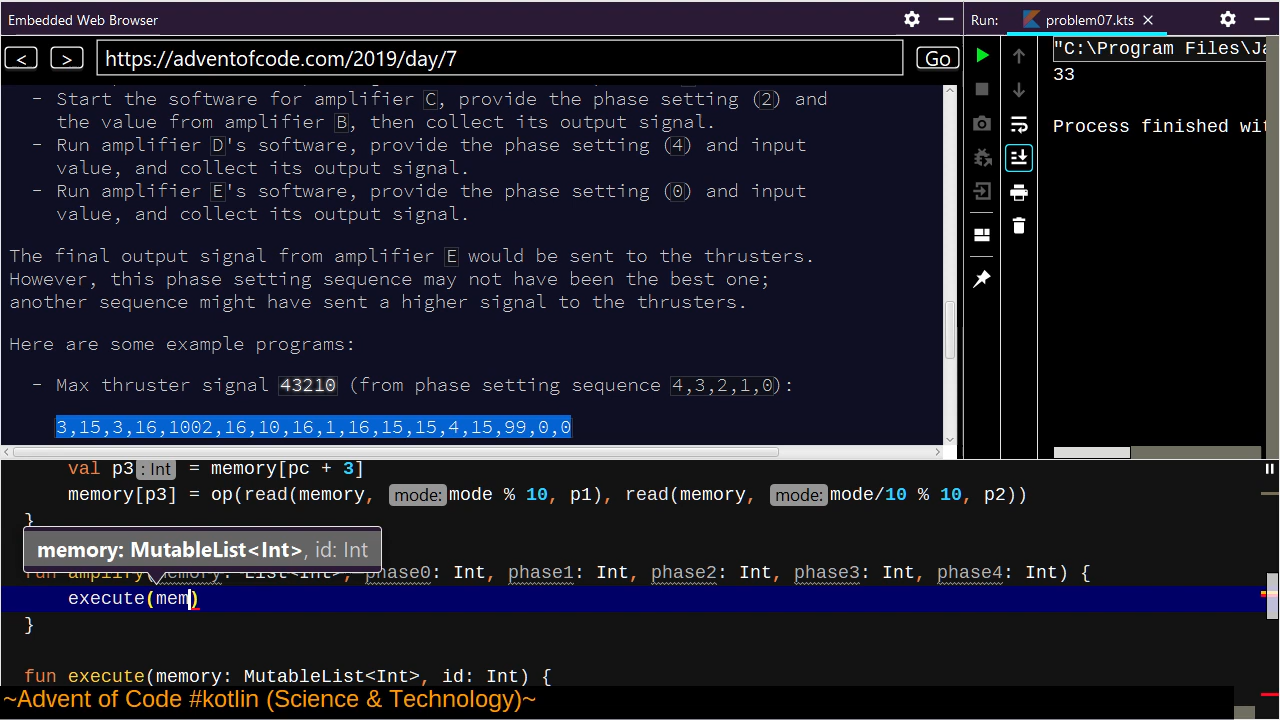 Embedded Web Browser
Run: problem07.kts
< > https://adventofcode.com/2019/day/7 Go
"C:\Program Files\Ja
33
Process finished wit
- Start the software for amplifier C, provide the phase setting (2) and
the value from amplifier B, then collect its output signal.
- Run amplifier D's software, provide the phase setting (4) and input
value, and collect its output signal.
- Run amplifier E's software, provide the phase setting (0) and input
value, and collect its output signal.
The final output signal from amplifier E would be sent to the thrusters.
However, this phase setting sequence may not have been the best one;
another sequence might have sent a higher signal to the thrusters.
Here are some example programs:
- Max thruster signal 43210 (from phase setting sequence 4,3,2,1,0):
3,15,3,16,1002,16,10,16,1,16,15,15,4,15,99,0,0
val p3 : Int = memory[pc + 3]
memory[p3] = op(read(memory, mode: mode % 10, p1), read(memory, mode: mode/10 % 10, p2))
}
memory: MutableList<Int>, id: Int
fun amplify(memory: List<Int>, phase0: Int, phase1: Int, phase2: Int, phase3: Int, phase4: Int) {
execute(mem)
}
fun execute(memory: MutableList<Int>, id: Int) {
~Advent of Code #kotlin (Science & Technology)~